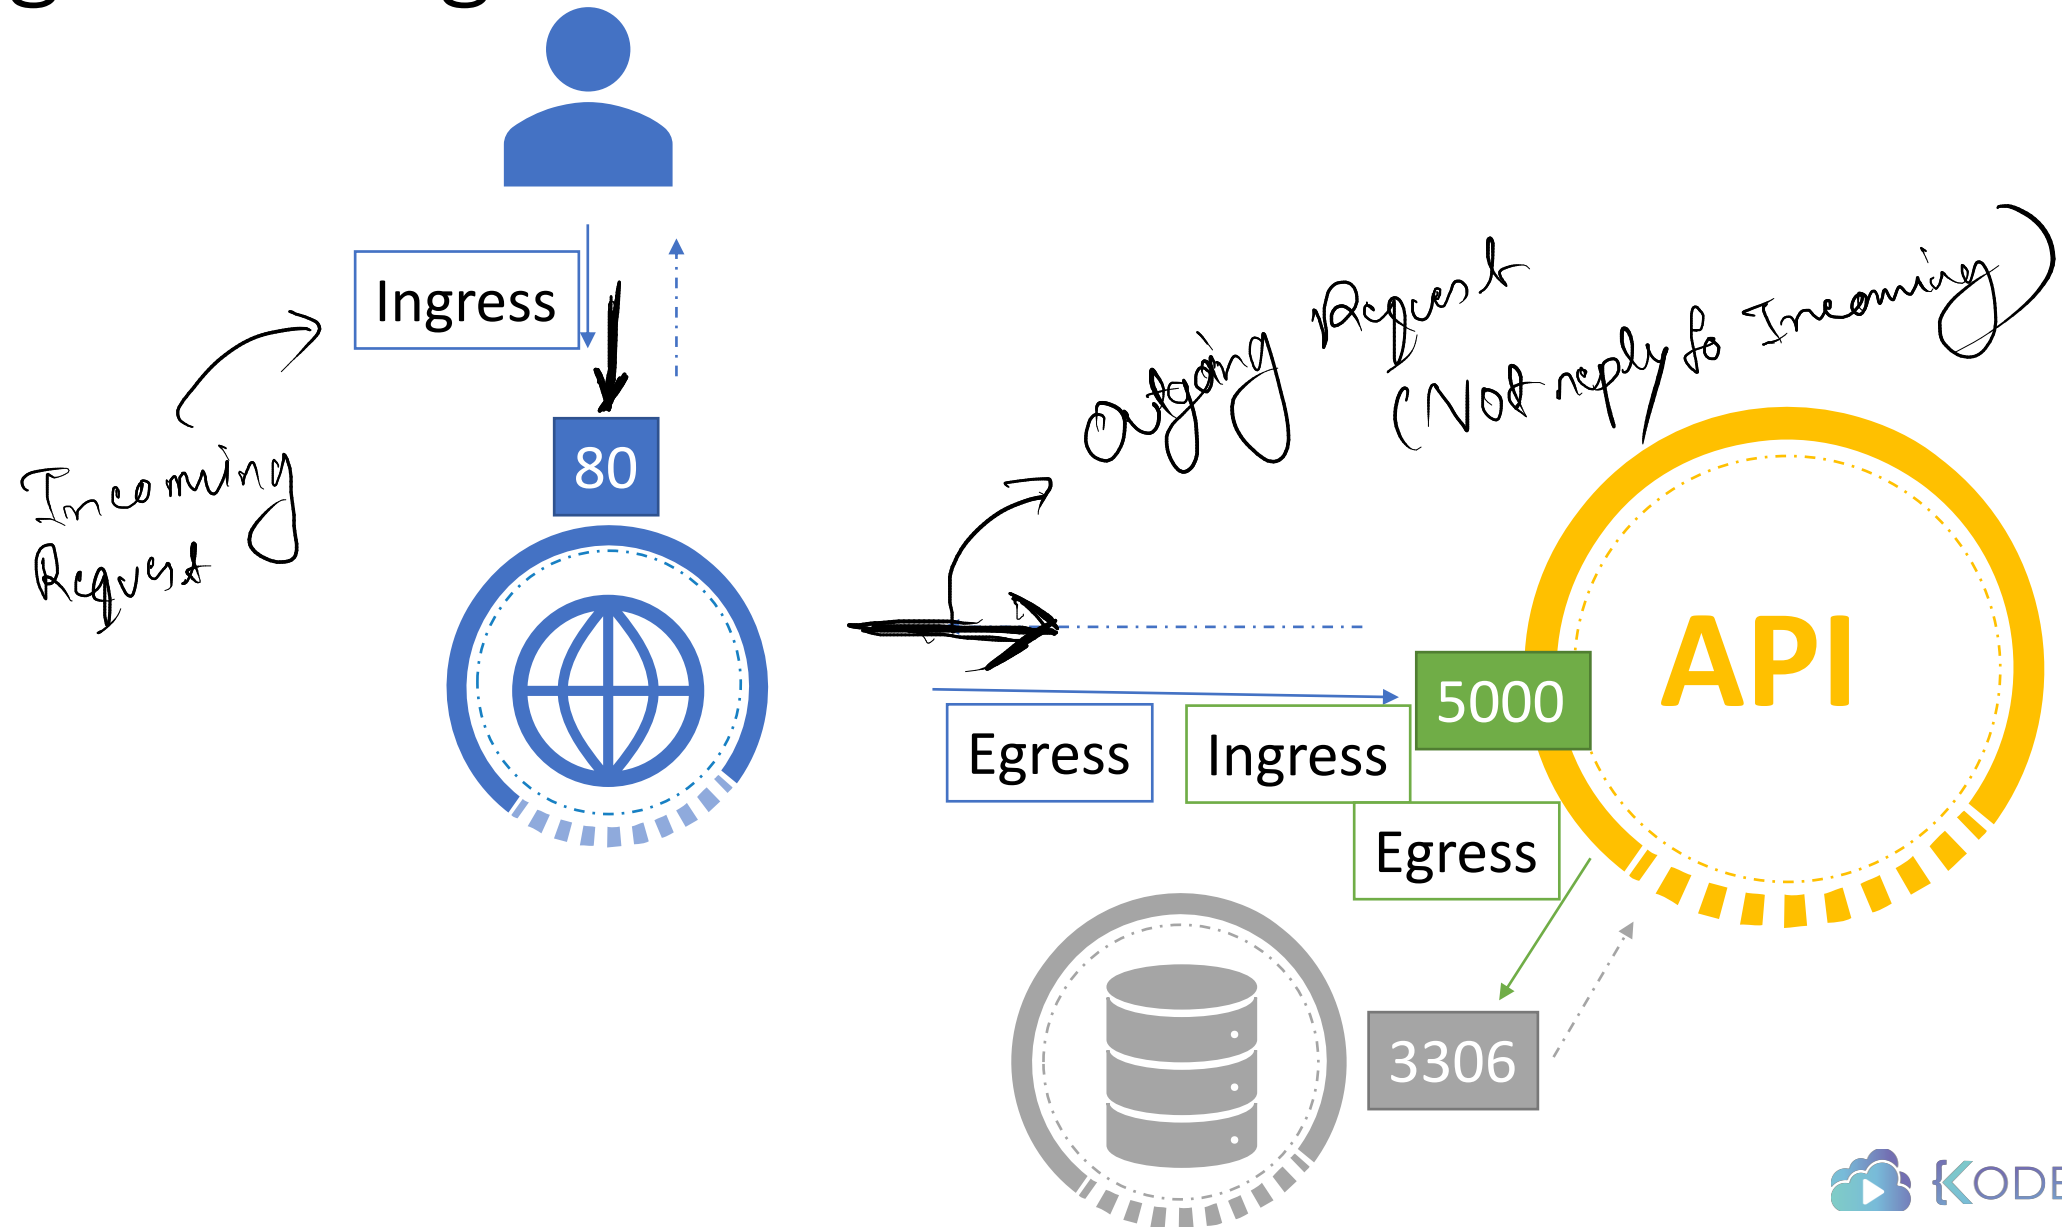 Ingress
80
Incoming
Request
Outgoing Request
(Not reply to Incoming)
5000
API
Egress
Ingress
Egress
3306
{KODE